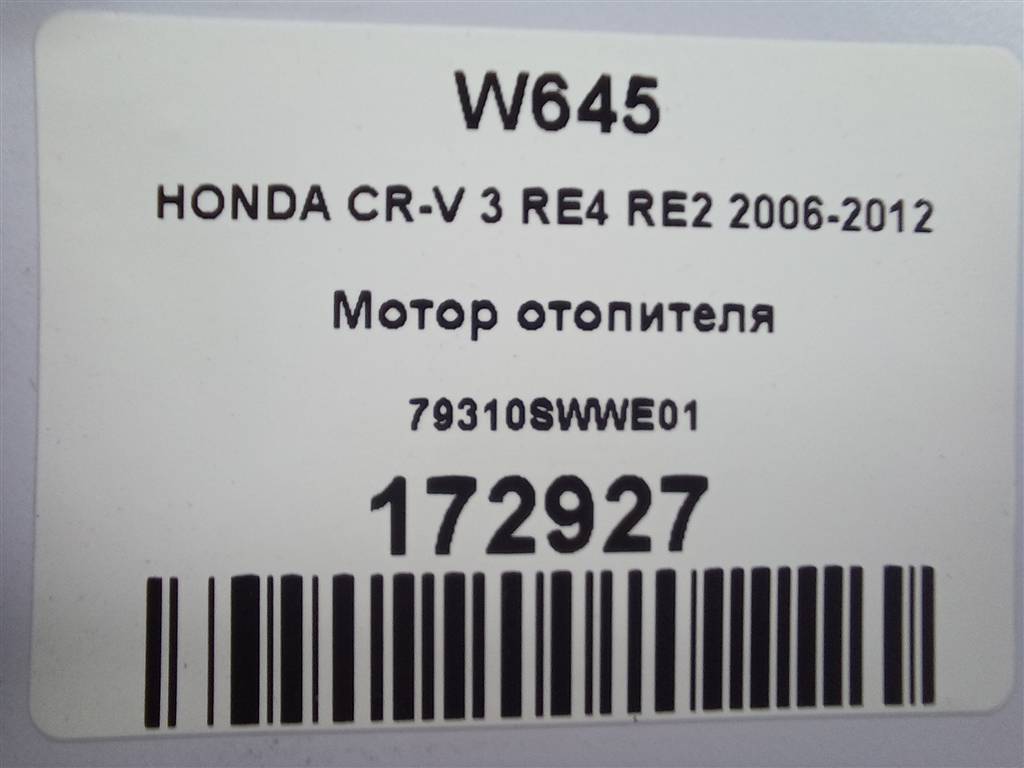 W645
HONDA CR-V 3 RE4 RE2 2006-2012
Мотор отопителя
79310SWWE01
172927